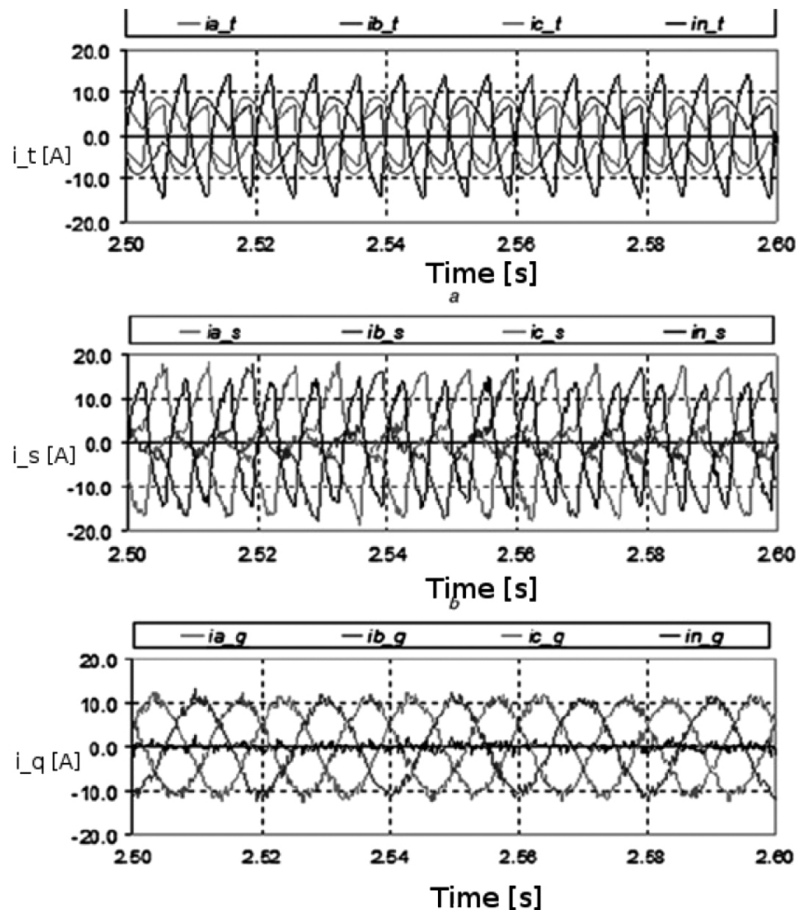 ia_t ib_t ic_t in_t
20.0
10.0
i_t [A]
0.0
-10.0
-20.0
2.50 2.52 2.54 2.56 2.58 2.60
Time [s]
a
ia_s ib_s ic_s in_s
20.0
10.0
i_s [A]
0.0
-10.0
-20.0
2.50 2.52 2.54 2.56 2.58 2.60
Time [s]
b
ia_g ib_g ic_g in_g
20.0
10.0
i_q [A]
0.0
-10.0
-20.0
2.50 2.52 2.54 2.56 2.58 2.60
Time [s]